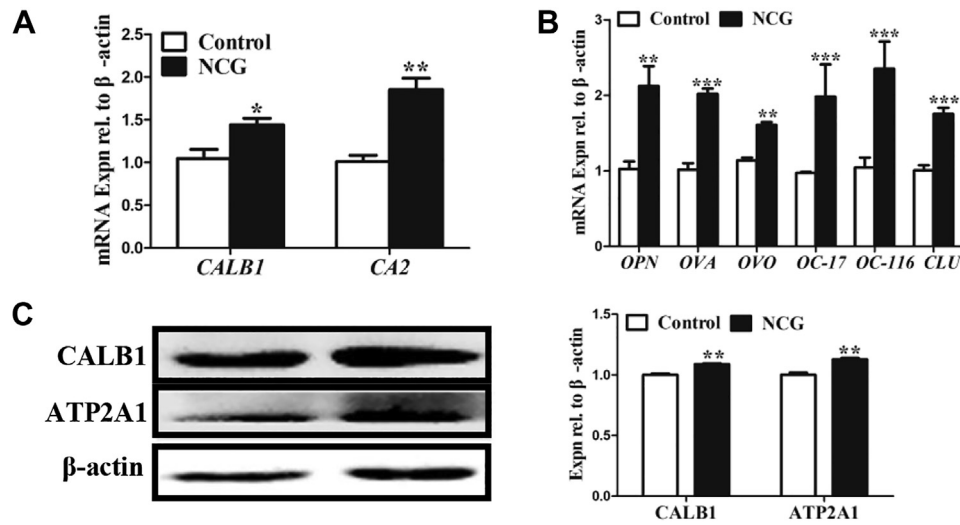 A
mRNA Expn rel. to β -actin
2.5
2.0
1.5
1.0
0.5
0.0
Control
NCG
*
**
CALB1
CA2
B
mRNA Expn rel. to β -actin
3
2
1
0
Control
NCG
**
***
**
***
***
***
OPN
OVA
OVO
OC-17
OC-116
CLU
C
CALB1
ATP2A1
β-actin
Expn rel. to β -actin
1.5
1.0
0.5
0.0
Control
NCG
**
**
CALB1
ATP2A1